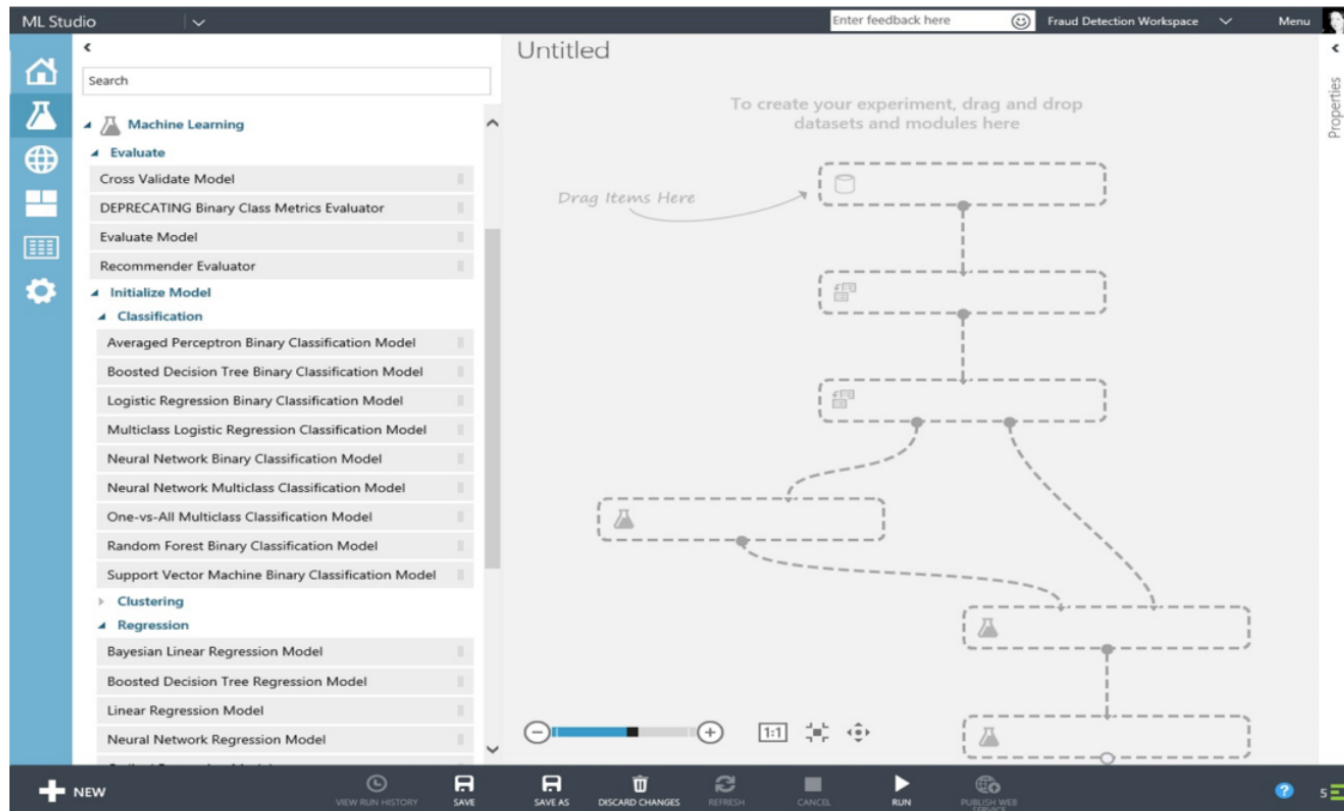 ML Studio
Enter feedback here
Fraud Detection Workspace
Menu
Search
Machine Learning
Evaluate
Cross Validate Model
DEPRECATING Binary Class Metrics Evaluator
Evaluate Model
Recommender Evaluator
Initialize Model
Classification
Averaged Perceptron Binary Classification Model
Boosted Decision Tree Binary Classification Model
Logistic Regression Binary Classification Model
Multiclass Logistic Regression Classification Model
Neural Network Binary Classification Model
Neural Network Multiclass Classification Model
One-vs-All Multiclass Classification Model
Random Forest Binary Classification Model
Support Vector Machine Binary Classification Model
Clustering
Regression
Bayesian Linear Regression Model
Boosted Decision Tree Regression Model
Linear Regression Model
Neural Network Regression Model
Untitled
To create your experiment, drag and drop
datasets and modules here
Drag Items Here
1:1
Properties
NEW
VIEW RUN HISTORY
SAVE
SAVE AS
DISCARD CHANGES
REFRESH
CANCEL
RUN
PUBLISH WEB
SERVICE
?
5